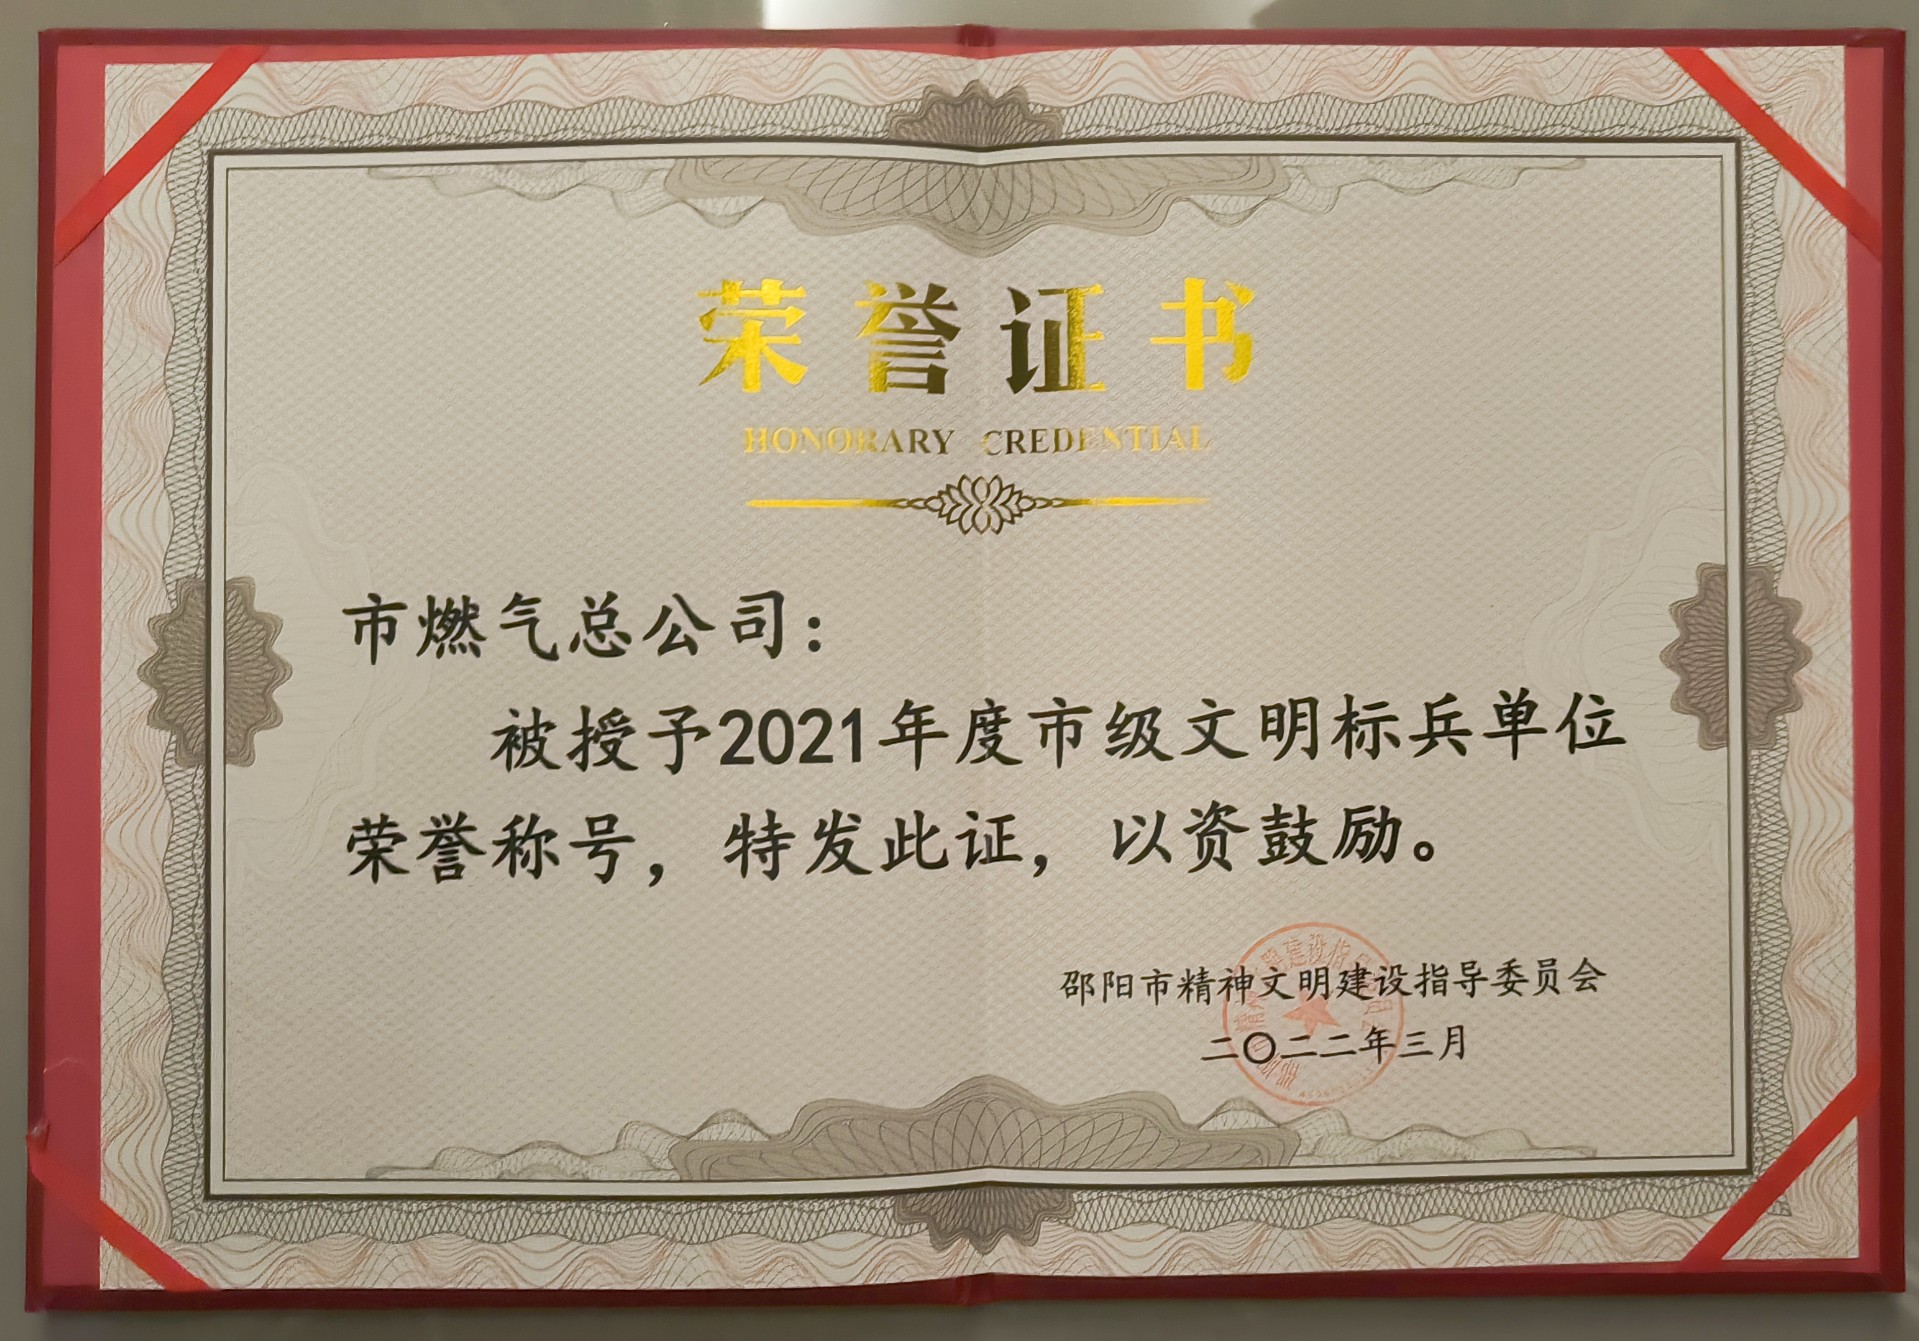 荣誉证书
HONORARY CREDENTIAL
市燃气总公司：
被授予2021年度市级文明标兵单位
荣誉称号，特发此证，以资鼓励。
邵阳市精神文明建设指导委员会
二〇二二年三月